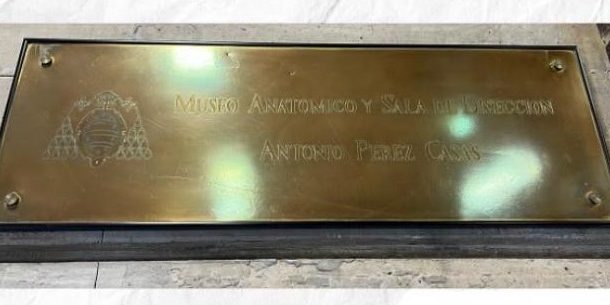 MUSEO ANATOMICO Y SALA DE DISECCION
ANTONIO PEREZ CASAS